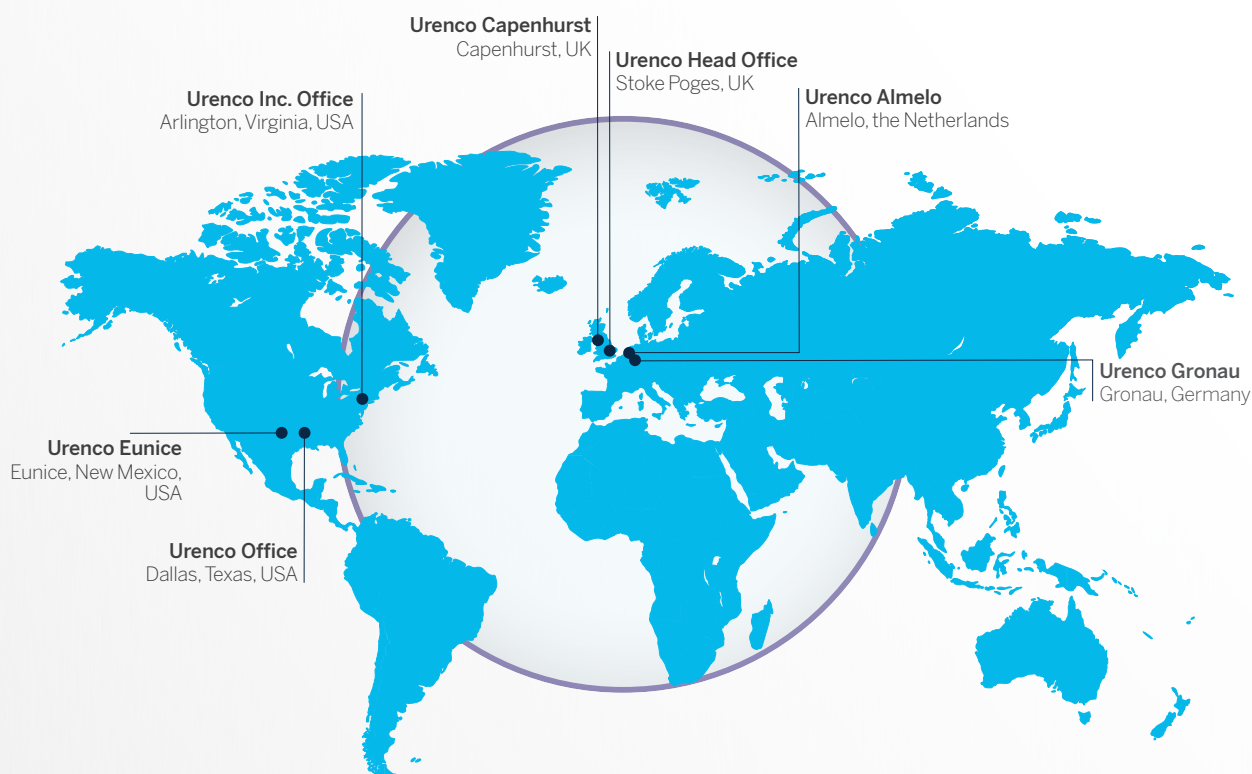 Urenco Capenhurst
Capenhurst, UK
Urenco Head Office
Stoke Poges, UK
Urenco Inc. Office
Arlington, Virginia, USA
Urenco Almelo
Almelo, the Netherlands
Urenco Gronau
Gronau, Germany
Urenco Eunice
Eunice, New Mexico,
USA
Urenco Office
Dallas, Texas, USA